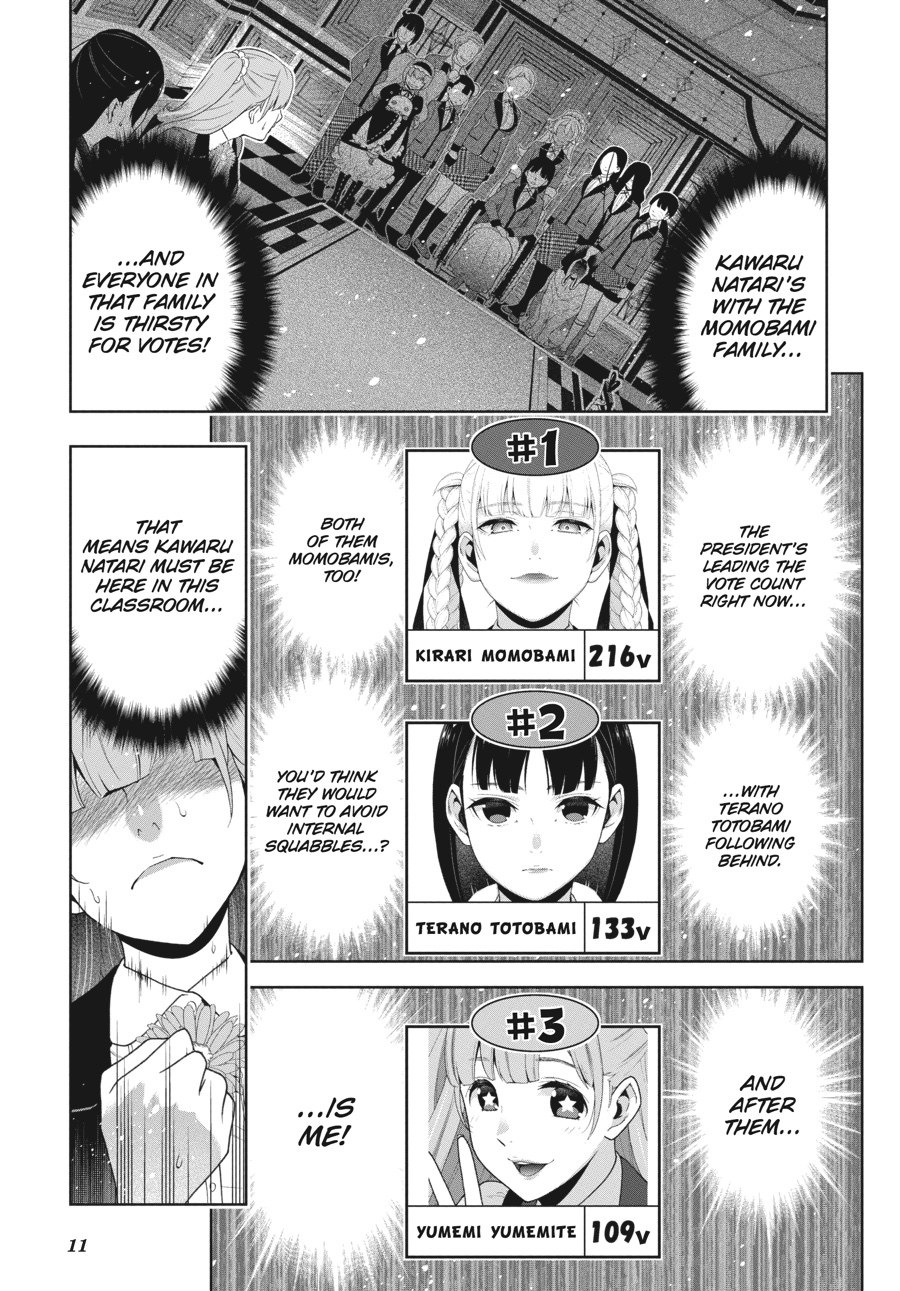 KAWARU
NATARI'S
WITH THE
MOMOBAMI
FAMILY...
...AND
EVERYONE IN
THAT FAMILY
IS THIRSTY
FOR VOTES!
THE
PRESIDENT'S
LEADING THE
VOTE COUNT
RIGHT NOW...
#1
KIRARI MOMOBAMI 216V
...WITH
TERANO
TOTOBAMI
FOLLOWING
BEHIND.
#2
TERANO TOTOBAMI 133V
BOTH
OF THEM
MOMOBAMIS,
TOO!
YOU'D THINK
THEY WOULD
WANT TO AVOID
INTERNAL
SQUABBLES...?
AND
AFTER
THEM...
#3
YUMEMI YUMEMITE 109V
...IS
ME!
THAT
MEANS KAWARU
NATARI MUST BE
HERE IN THIS
CLASSROOM...
11